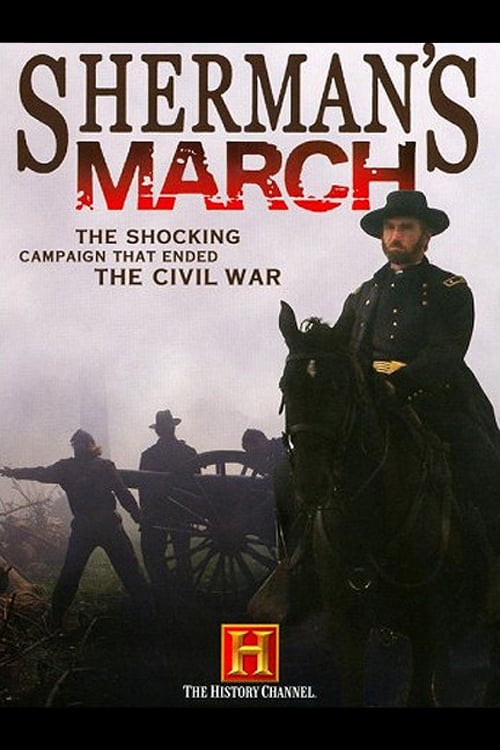 SHERMAN'S
MARCH
THE SHOCKING
CAMPAIGN THAT ENDED
THE CIVIL WAR
H
THE HISTORY CHANNEL